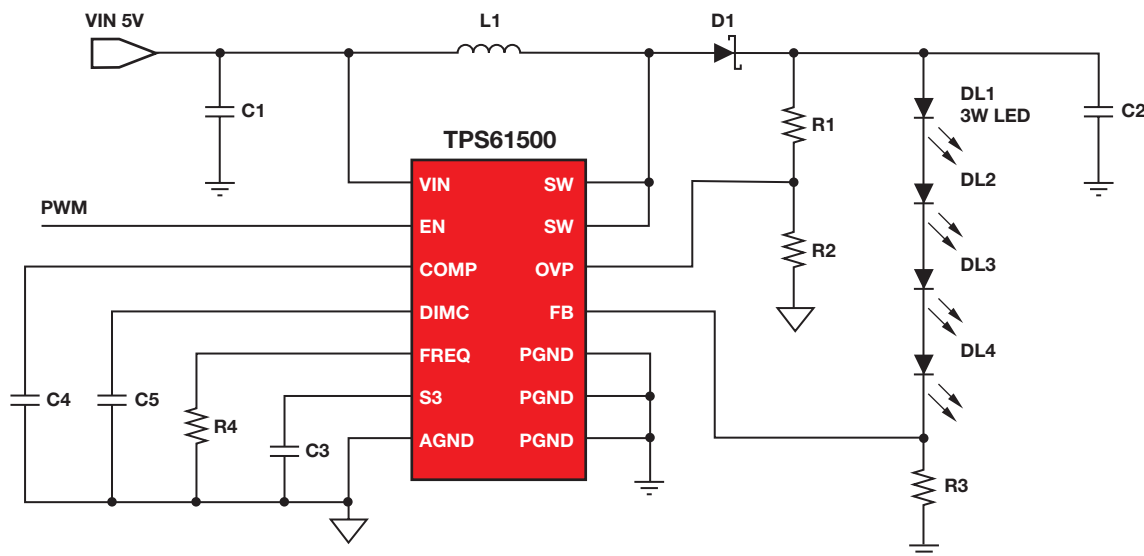 VIN 5V
L1
D1
C1
R1
DL1
3W LED
C2
TPS61500
VIN
SW
DL2
PWM
EN
SW
R2
COMP
OVP
DL3
DIMC
FB
FREQ
PGND
DL4
C4
C5
R4
S3
PGND
C3
AGND
PGND
R3